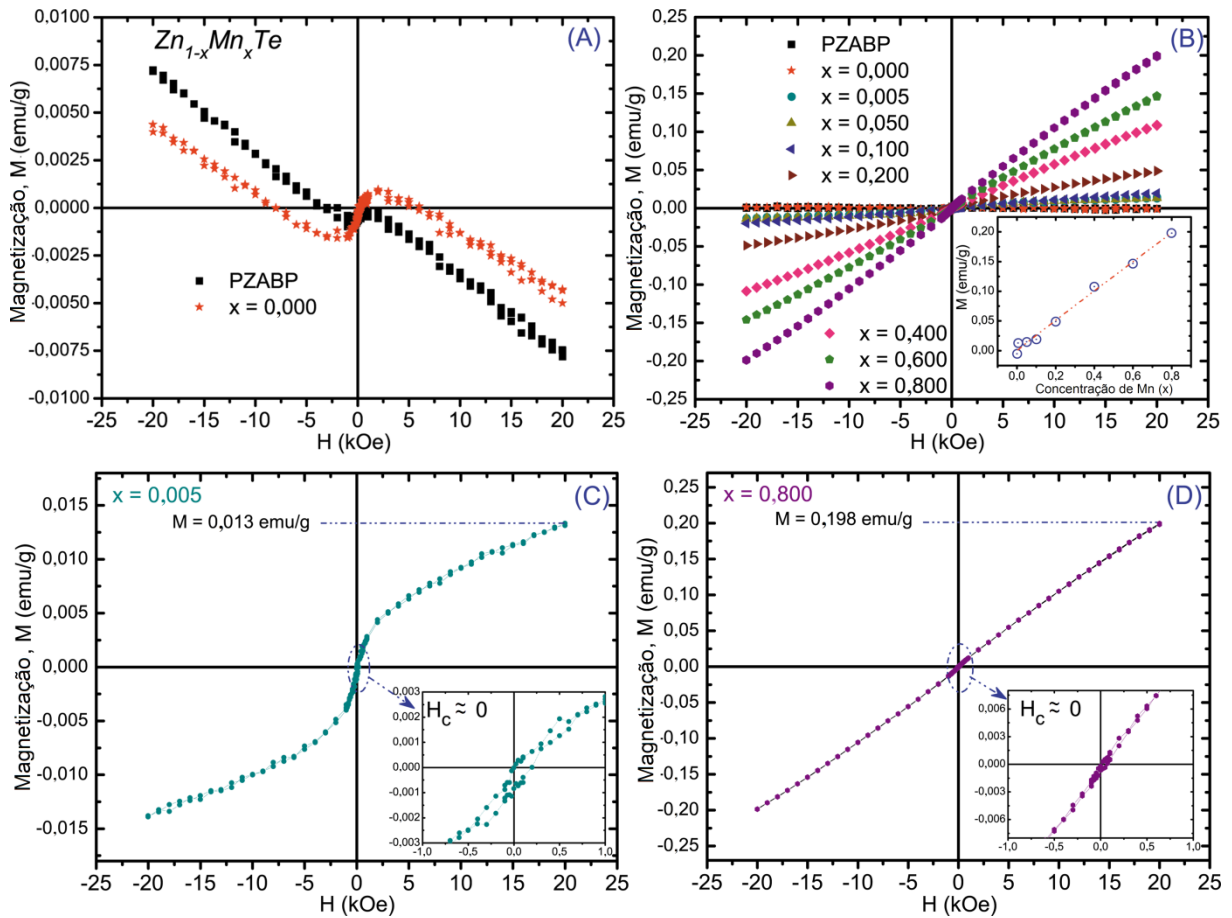 Zn1-xMnxTe
(A)
0.0100
0.0075
0.0050
0.0025
0.0000
-0.0025
-0.0050
-0.0075
-0.0100
Magnetização, M (emu/g)
PZABP
x = 0,000
-25 -20 -15 -10 -5 0 5 10 15 20 25
H (kOe)
(B)
0,25
0,20
0,15
0,10
0,05
0,00
-0,05
-0,10
-0,15
-0,20
-0,25
Magnetização, M (emu/g)
PZABP
x = 0,000
x = 0,005
x = 0,050
x = 0,100
x = 0,200
x = 0,400
x = 0,600
x = 0,800
0,20
0,15
0,10
0,05
0,00
M (emu/g)
0,0 0,2 0,4 0,6 0,8
Concentração de Mn (x)
-25 -20 -15 -10 -5 0 5 10 15 20 25
H (kOe)
x = 0,005
(C)
M = 0,013 emu/g
0.015
0.010
0.005
0.000
-0.005
-0.010
-0.015
Magnetização, M (emu/g)
Hc ≈ 0
0,003
0,002
0,001
0,000
-0,001
-0,002
-0,003
-1,0 -0,5 0,0 0,5 1,0
-25 -20 -15 -10 -5 0 5 10 15 20 25
H (kOe)
x = 0,800
(D)
M = 0,198 emu/g
0,25
0,20
0,15
0,10
0,05
0,00
-0,05
-0,10
-0,15
-0,20
-0,25
Magnetização, M (emu/g)
Hc ≈ 0
0,006
0,003
0,000
-0,003
-0,006
-1,0 -0,5 0,0 0,5 1,0
-25 -20 -15 -10 -5 0 5 10 15 20 25
H (kOe)